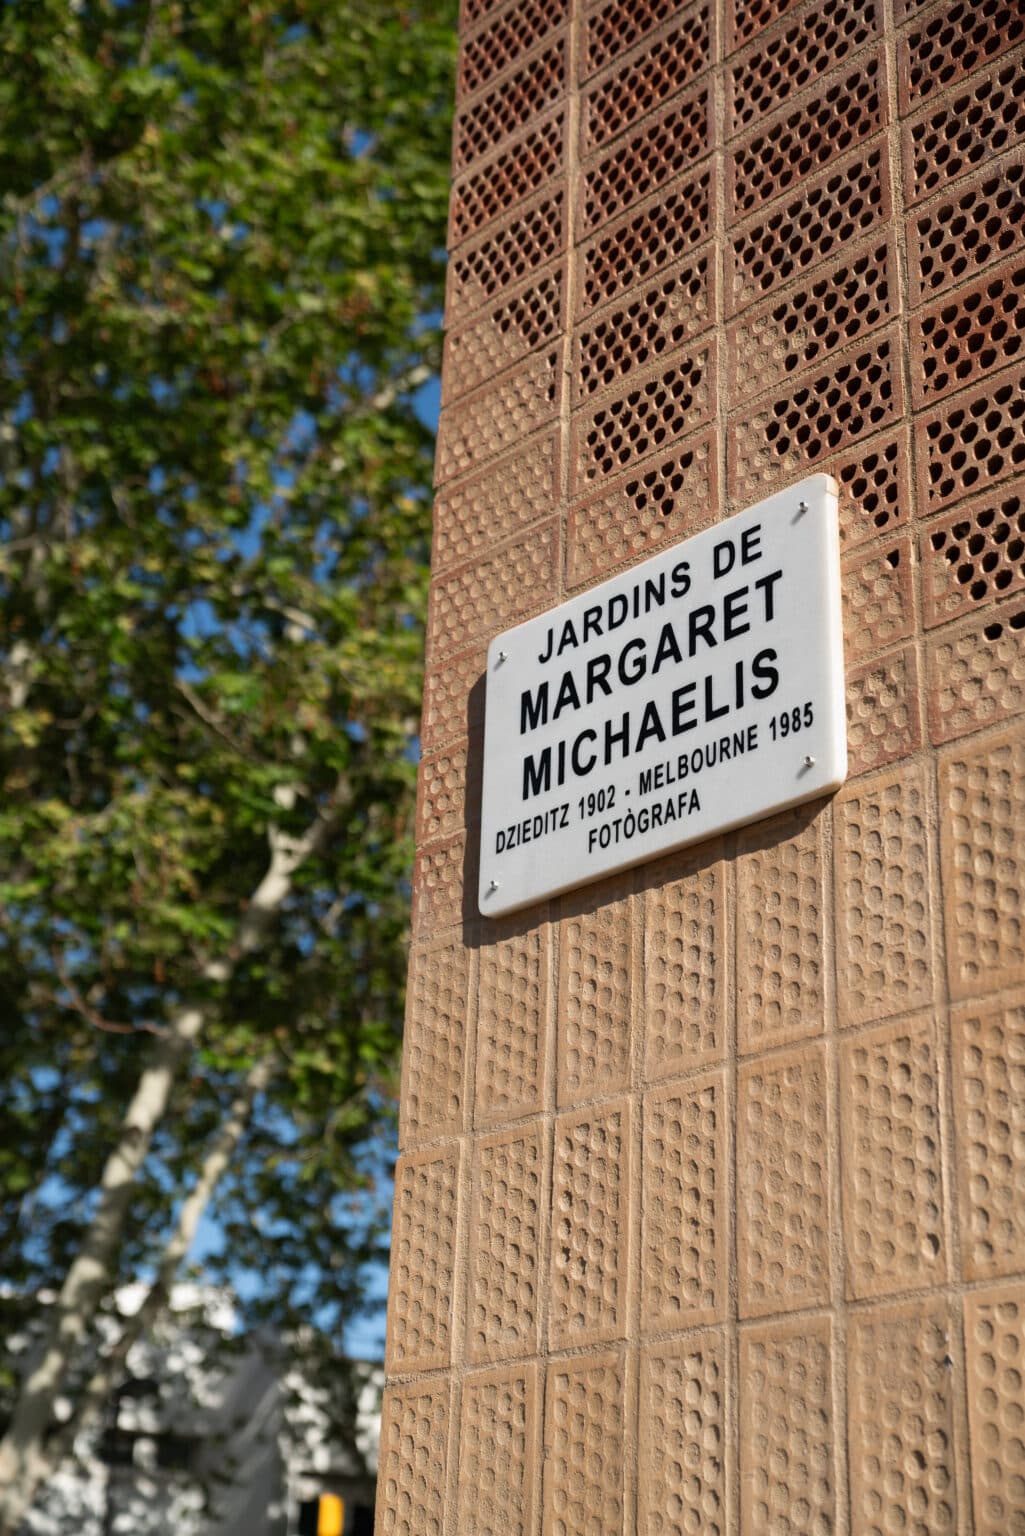 JARDINS DE
MARGARET
MICHAELIS
DZIEDITZ 1902 - MELBOURNE 1985
FOTÒGRAFA